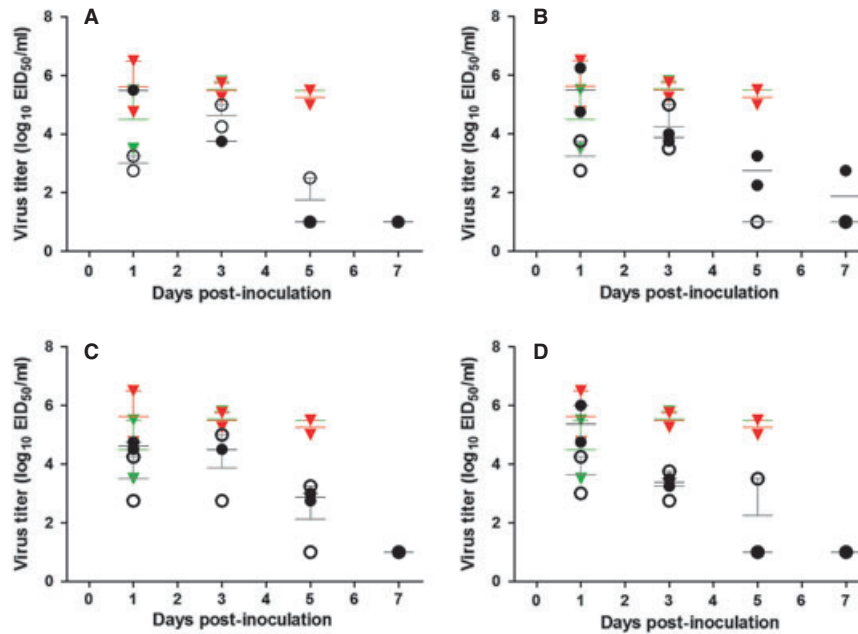 A
Virus titer (log10 EID50/ml)
8
6
4
2
0
0 1 2 3 4 5 6 7
Days post-inoculation
B
Virus titer (log10 EID50/ml)
8
6
4
2
0
0 1 2 3 4 5 6 7
Days post-inoculation
C
Virus titer (log10 EID50/ml)
8
6
4
2
0
0 1 2 3 4 5 6 7
Days post-inoculation
D
Virus titer (log10 EID50/ml)
8
6
4
2
0
0 1 2 3 4 5 6 7
Days post-inoculation